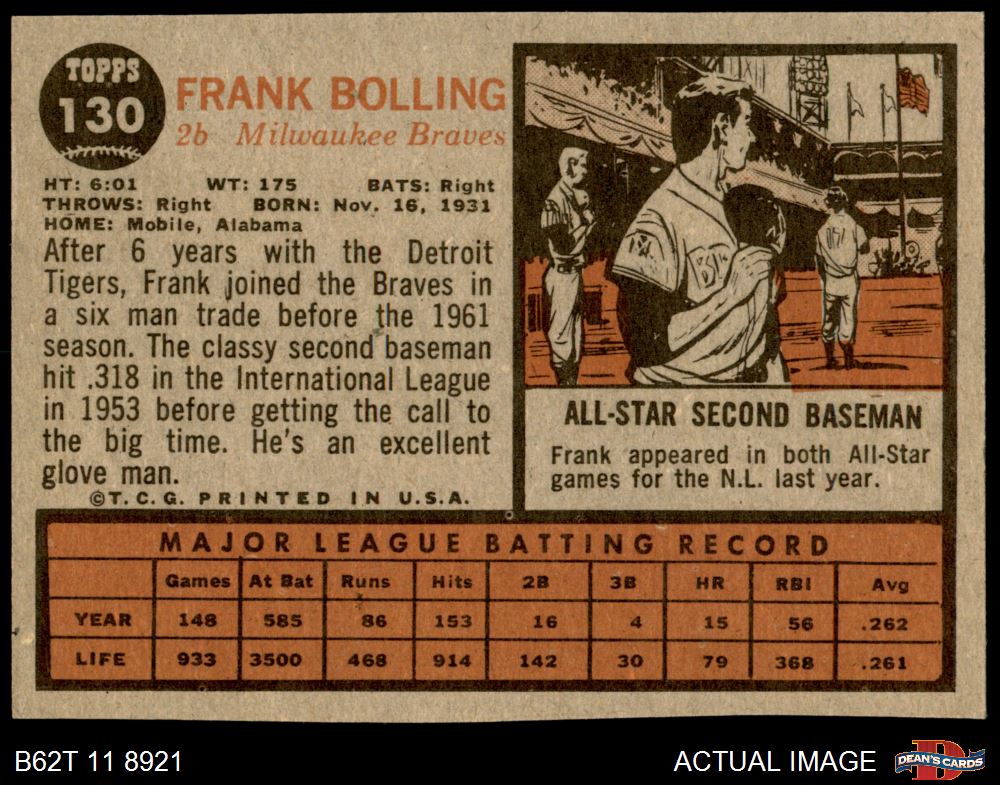 TOPPS
130
FRANK BOLLING
2b Milwaukee Braves
HT: 6:01 WT: 175 BATS: Right
THROWS: Right BORN: Nov. 16, 1931
HOME: Mobile, Alabama
After 6 years with the Detroit
Tigers, Frank joined the Braves in
a six man trade before the 1961
season. The classy second baseman
hit .318 in the International League
in 1953 before getting the call to
the big time. He's an excellent
glove man.
©T.C.G. PRINTED IN U.S.A.
ALL-STAR SECOND BASEMAN
Frank appeared in both All-Star
games for the N.L. last year.
MAJOR LEAGUE BATTING RECORD
Games At Bat Runs Hits 2B 3B HR RBI Avg
YEAR 148 585 86 153 16 4 15 56 .262
LIFE 933 3500 468 914 142 30 79 368 .261
B62T 11 8921
ACTUAL IMAGE
DEAN'S CARDS